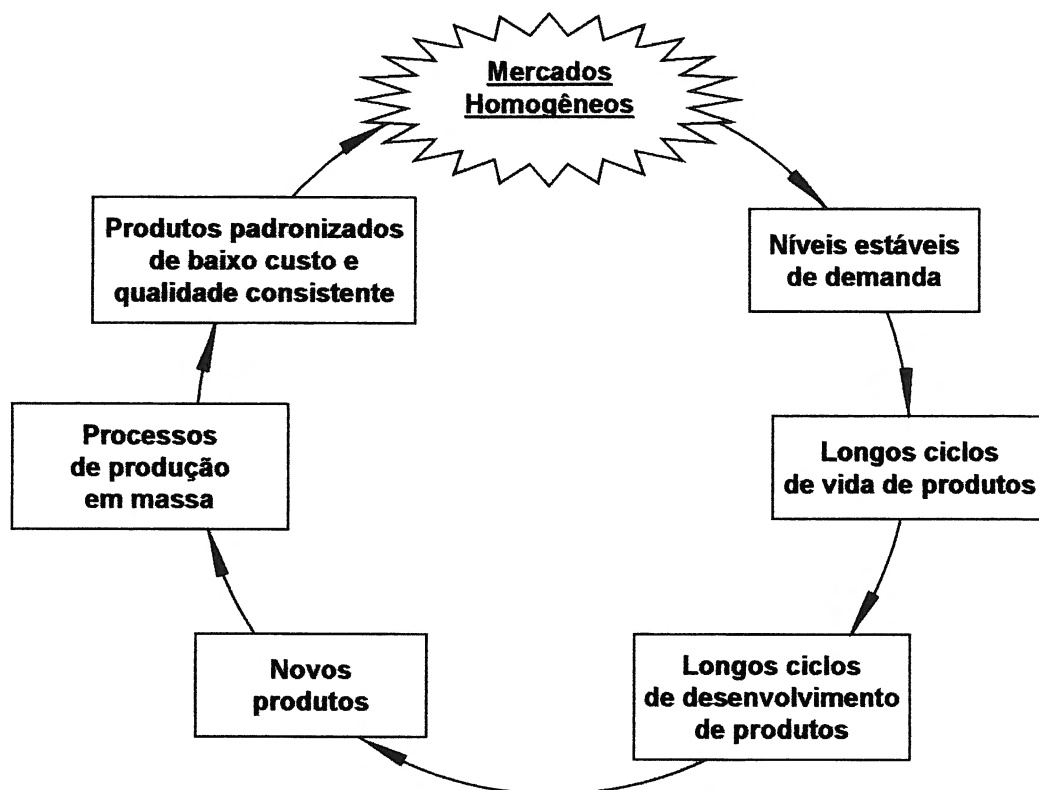 Mercados
Homogêneos
Níveis estáveis
de demanda
Longos ciclos
de vida de produtos
Longos ciclos
de desenvolvimento
de produtos
Novos
produtos
Processos
de produção
em massa
Produtos padronizados
de baixo custo e
qualidade consistente